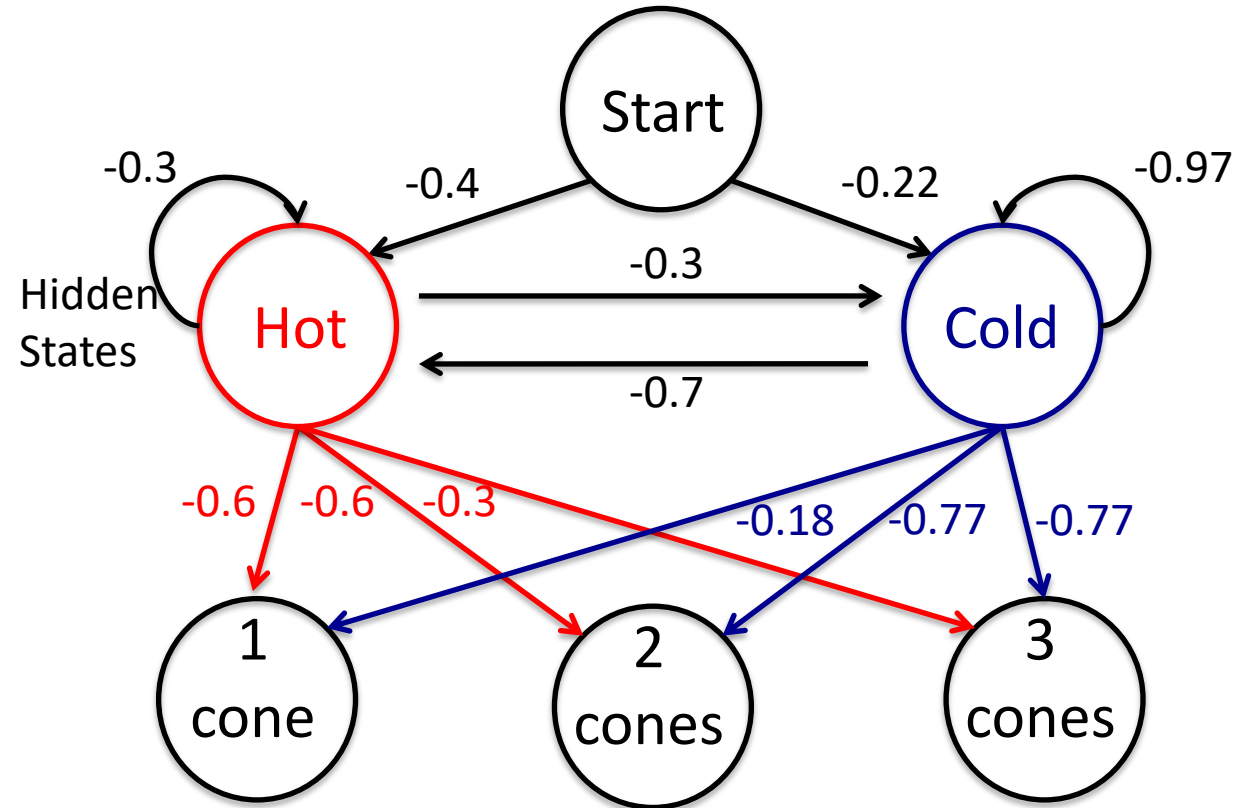 Start
-0.3
-0.4
-0.22
-0.97
-0.3
Hidden
States
Hot
Cold
-0.7
-0.6
-0.6
-0.3
-0.18
-0.77
-0.77
1
cone
2
cones
3
cones